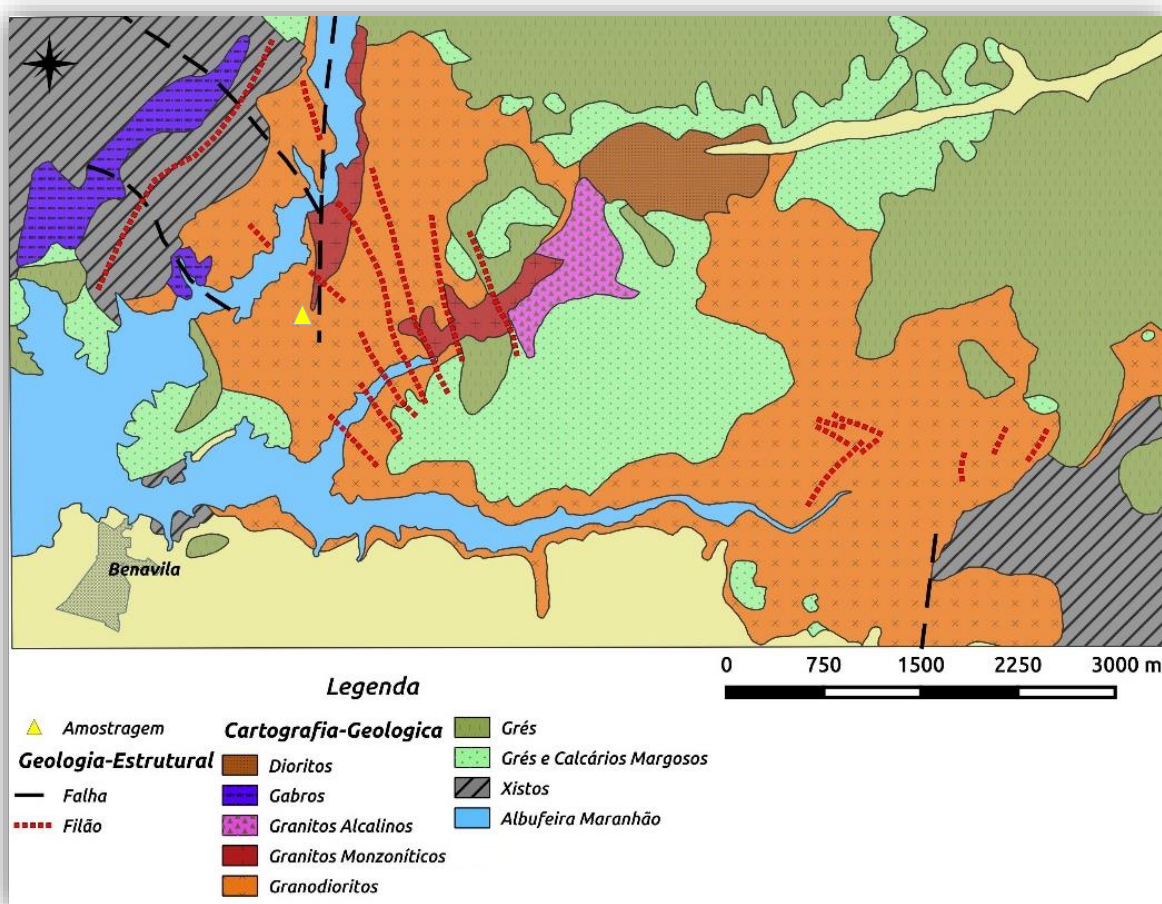 Benavila
0 750 1500 2250 3000 m
Legenda
Amostragem
Geologia-Estrutural
Falha
Filão
Cartografia-Geologica
Dioritos
Gabros
Granitos Alcalinos
Granitos Monzoníticos
Granodioritos
Grés
Grés e Calcários Margosos
Xistos
Albufeira Maranhão